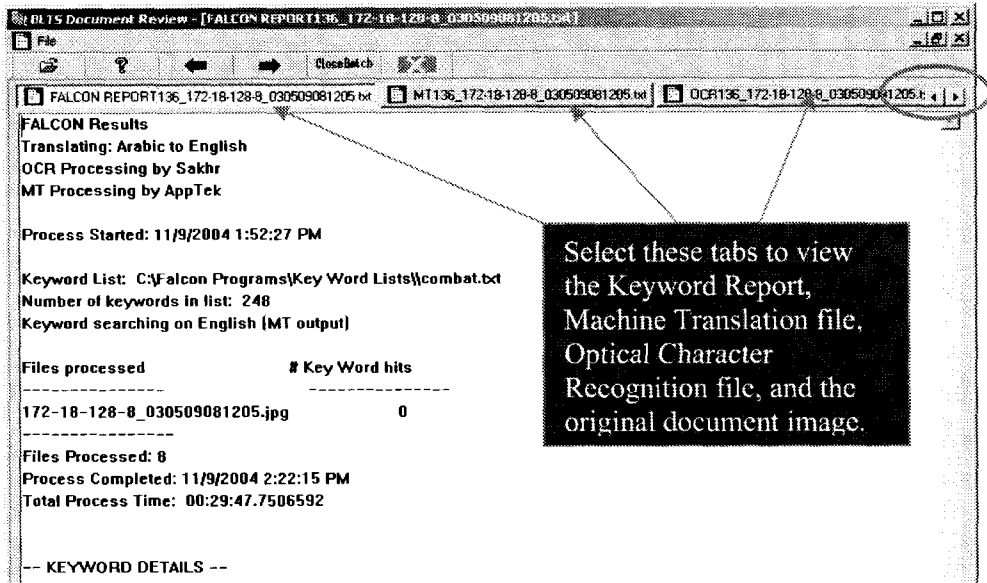 BLTS Document Review - [FALCON REPORT136_172-18-128-8_030509081205.txt]
File
CloseBatch
FALCON REPORT136_172-18-128-8_030509081205.txt
MT136_172-18-128-8_030509081205.txt
OCR136_172-18-128-8_030509081205.t
FALCON Results
Translating: Arabic to English
OCR Processing by Sakhr
MT Processing by AppTek
Process Started: 11/9/2004 1:52:27 PM
Keyword List: C:\Falcon Programs\Key Word Lists\\combat.txt
Number of keywords in list: 248
Keyword searching on English (MT output)
Files processed # Key Word hits
---------------- ----------------
172-18-128-8_030509081205.jpg 0
----------------
Files Processed: 8
Process Completed: 11/9/2004 2:22:15 PM
Total Process Time: 00:29:47.7506592
-- KEYWORD DETAILS --
Select these tabs to view
the Keyword Report,
Machine Translation file,
Optical Character
Recognition file, and the
original document image.